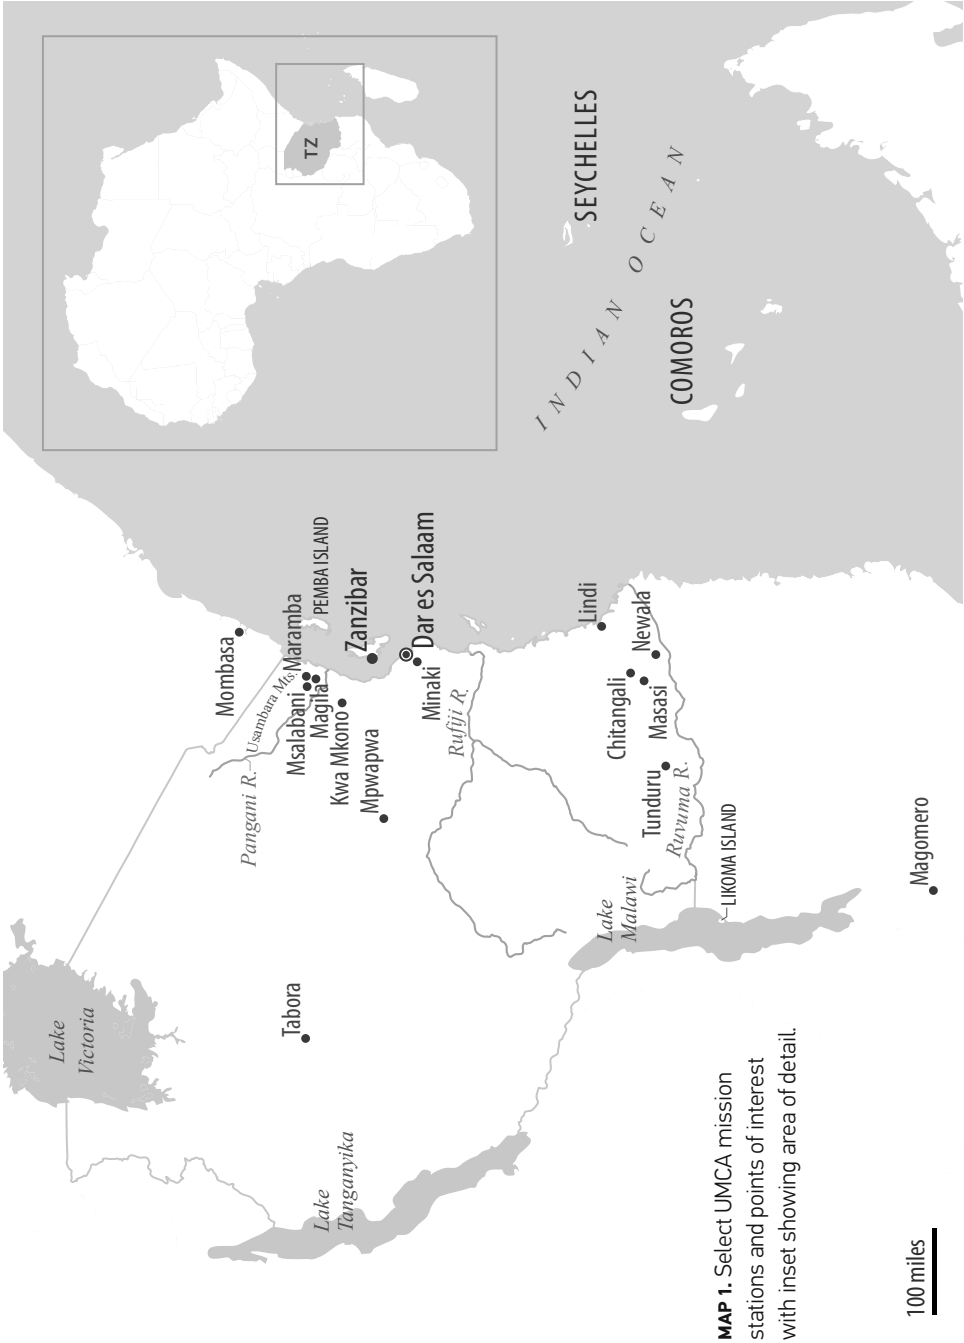 TZ
Lake
Victoria
Mombasa
Usambara Mts.
Maramba
PEMBA ISLAND
Pangani R.
Msalabani
Magila
Zanzibar
Kwa Mkono
Dar es Salaam
Mpwapwa
Minaki
Tabora
Rufiji R.
INDIAN OCEAN
SEYCHELLES
COMOROS
Lake
Tanganyika
Lindi
Newala
Chitangali
Masasi
Tunduru
Ruvuma R.
Lake
Malawi
LIKOMA ISLAND
Magomero
MAP 1. Select UMCA mission
stations and points of interest
with inset showing area of detail.
100 miles